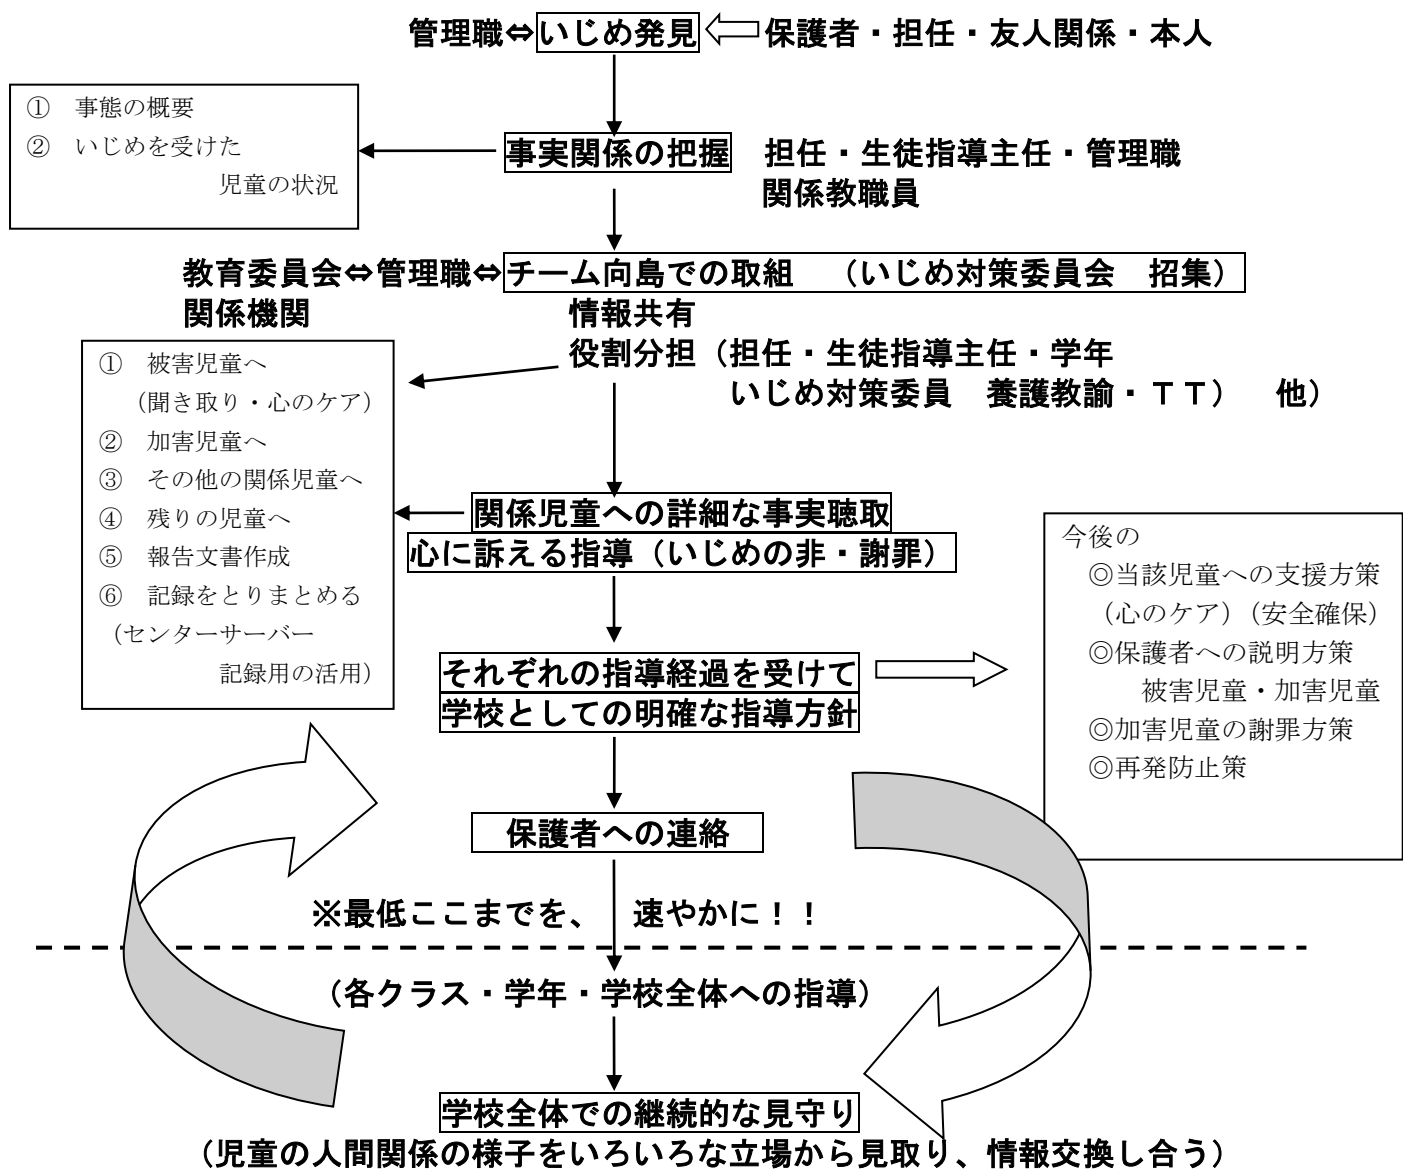 管理職⇔いじめ発見　保護者・担任・友人関係・本人
①　事態の概要
②　いじめを受けた
児童の状況
事実関係の把握　担任・生徒指導主任・管理職
関係教職員
教育委員会⇔管理職⇔チーム向島での取組　（いじめ対策委員会　招集）
関係機関
情報共有
役割分担（担任・生徒指導主任・学年
いじめ対策委員　養護教諭・ＴＴ）　他）
①　被害児童へ
（聞き取り・心のケア）
②　加害児童へ
③　その他の関係児童へ
④　残りの児童へ
⑤　報告文書作成
⑥　記録をとりまとめる
（センターサーバー
記録用の活用）
関係児童への詳細な事実聴取
心に訴える指導（いじめの非・謝罪）
それぞれの指導経過を受けて
学校としての明確な指導方針
今後の
◎当該児童への支援方策
（心のケア）（安全確保）
◎保護者への説明方策
被害児童・加害児童
◎加害児童の謝罪方策
◎再発防止策
保護者への連絡
※最低ここまでを、　速やかに！！
（各クラス・学年・学校全体への指導）
学校全体での継続的な見守り
（児童の人間関係の様子をいろいろな立場から見取り、情報交換し合う）